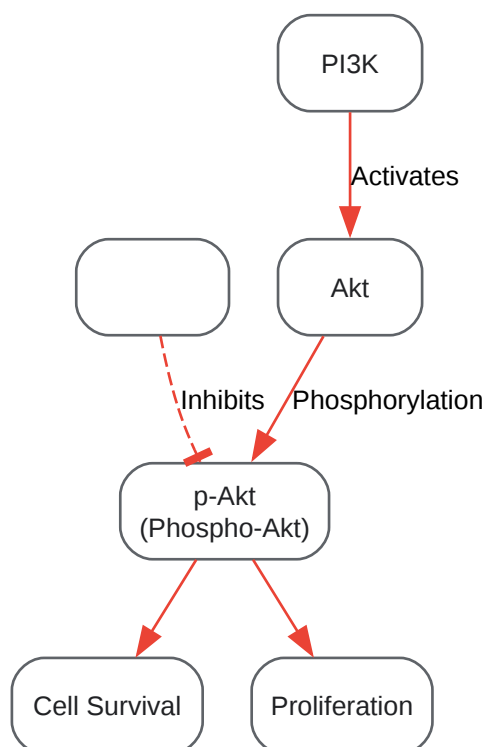 PI3K
Activates
Akt
Inhibits
Phosphorylation
p-Akt
(Phospho-Akt)
Cell Survival
Proliferation